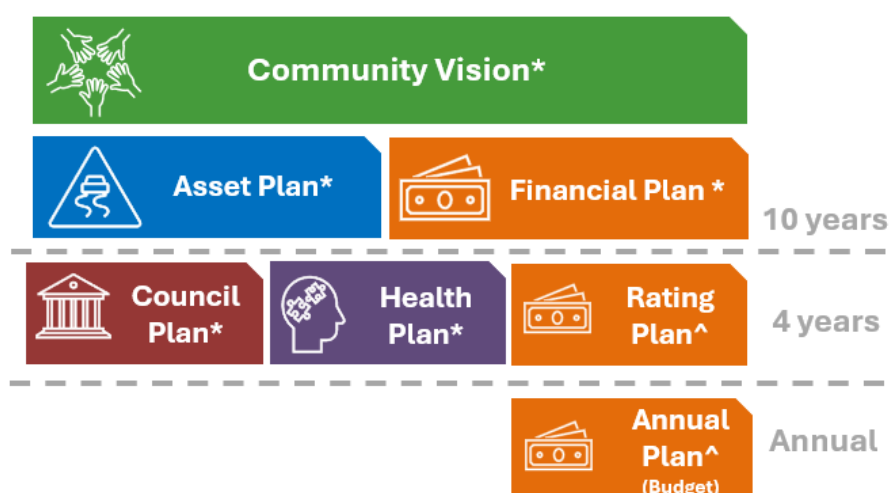 Community Vision*
Asset Plan*
Financial Plan *
10 years
Council
Plan*
Health
Plan*
Rating
Plan^
4 years
Annual
Plan^
(Budget)
Annual